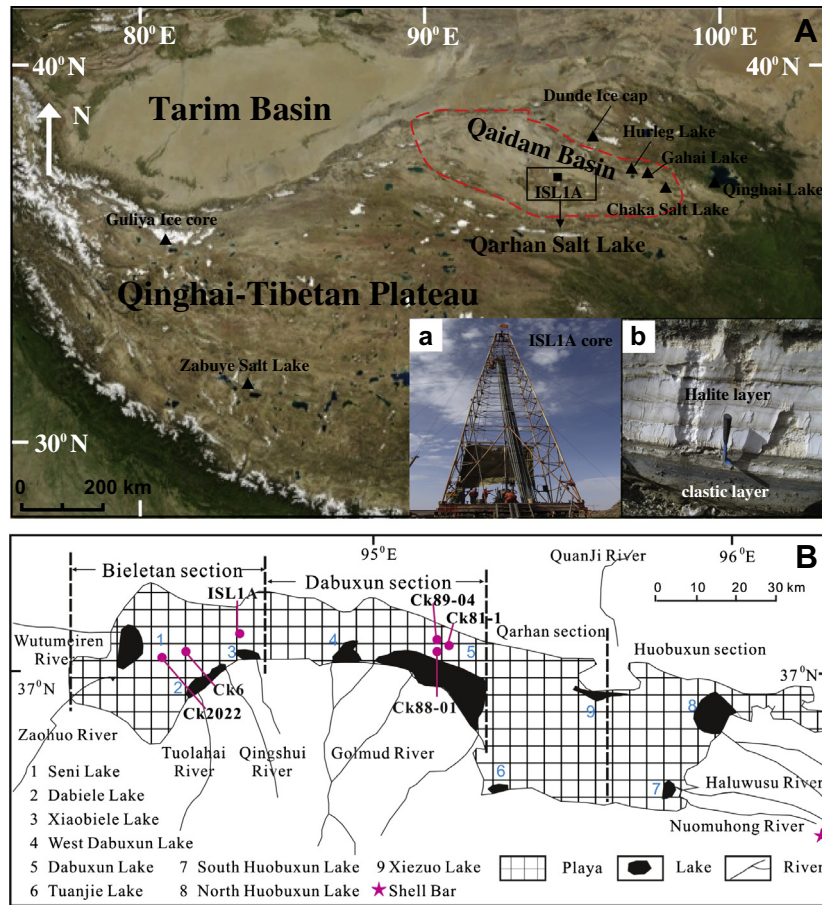 80⁰E
90⁰E
100⁰E
A
40⁰N
40⁰N
N
Tarim Basin
Dunde Ice cap
Qaidam Basin
Hurleg Lake
Gahai Lake
ISL1A
Qinghai Lake
Chaka Salt Lake
Guliya Ice core
Qarhan Salt Lake
Qinghai-Tibetan Plateau
Zabuye Salt Lake
30⁰N
0 200 km
a
ISL1A core
b
Halite layer
clastic layer
B
95⁰E
96⁰E
QuanJi River
Bieletan section
Dabuxun section
0 10 20 30 km
ISL1A
Ck89-04
Ck81-1
Qarhan section
Huobuxun section
Wutumeiren
River
1
3
4
5
37⁰N
37⁰N
2
Ck6
Ck2022
Ck88-01
9
8
Zaohuo River
Tuolahai
River
Qingshui
River
Golmud River
6
7
Haluwusu River
Nuomuhong River
1 Seni Lake
2 Dabiele Lake
3 Xiaobiele Lake
4 West Dabuxun Lake
5 Dabuxun Lake
6 Tuanjie Lake
7 South Huobuxun Lake
8 North Huobuxun Lake
9 Xiezuo Lake
★ Shell Bar
Playa
Lake
River